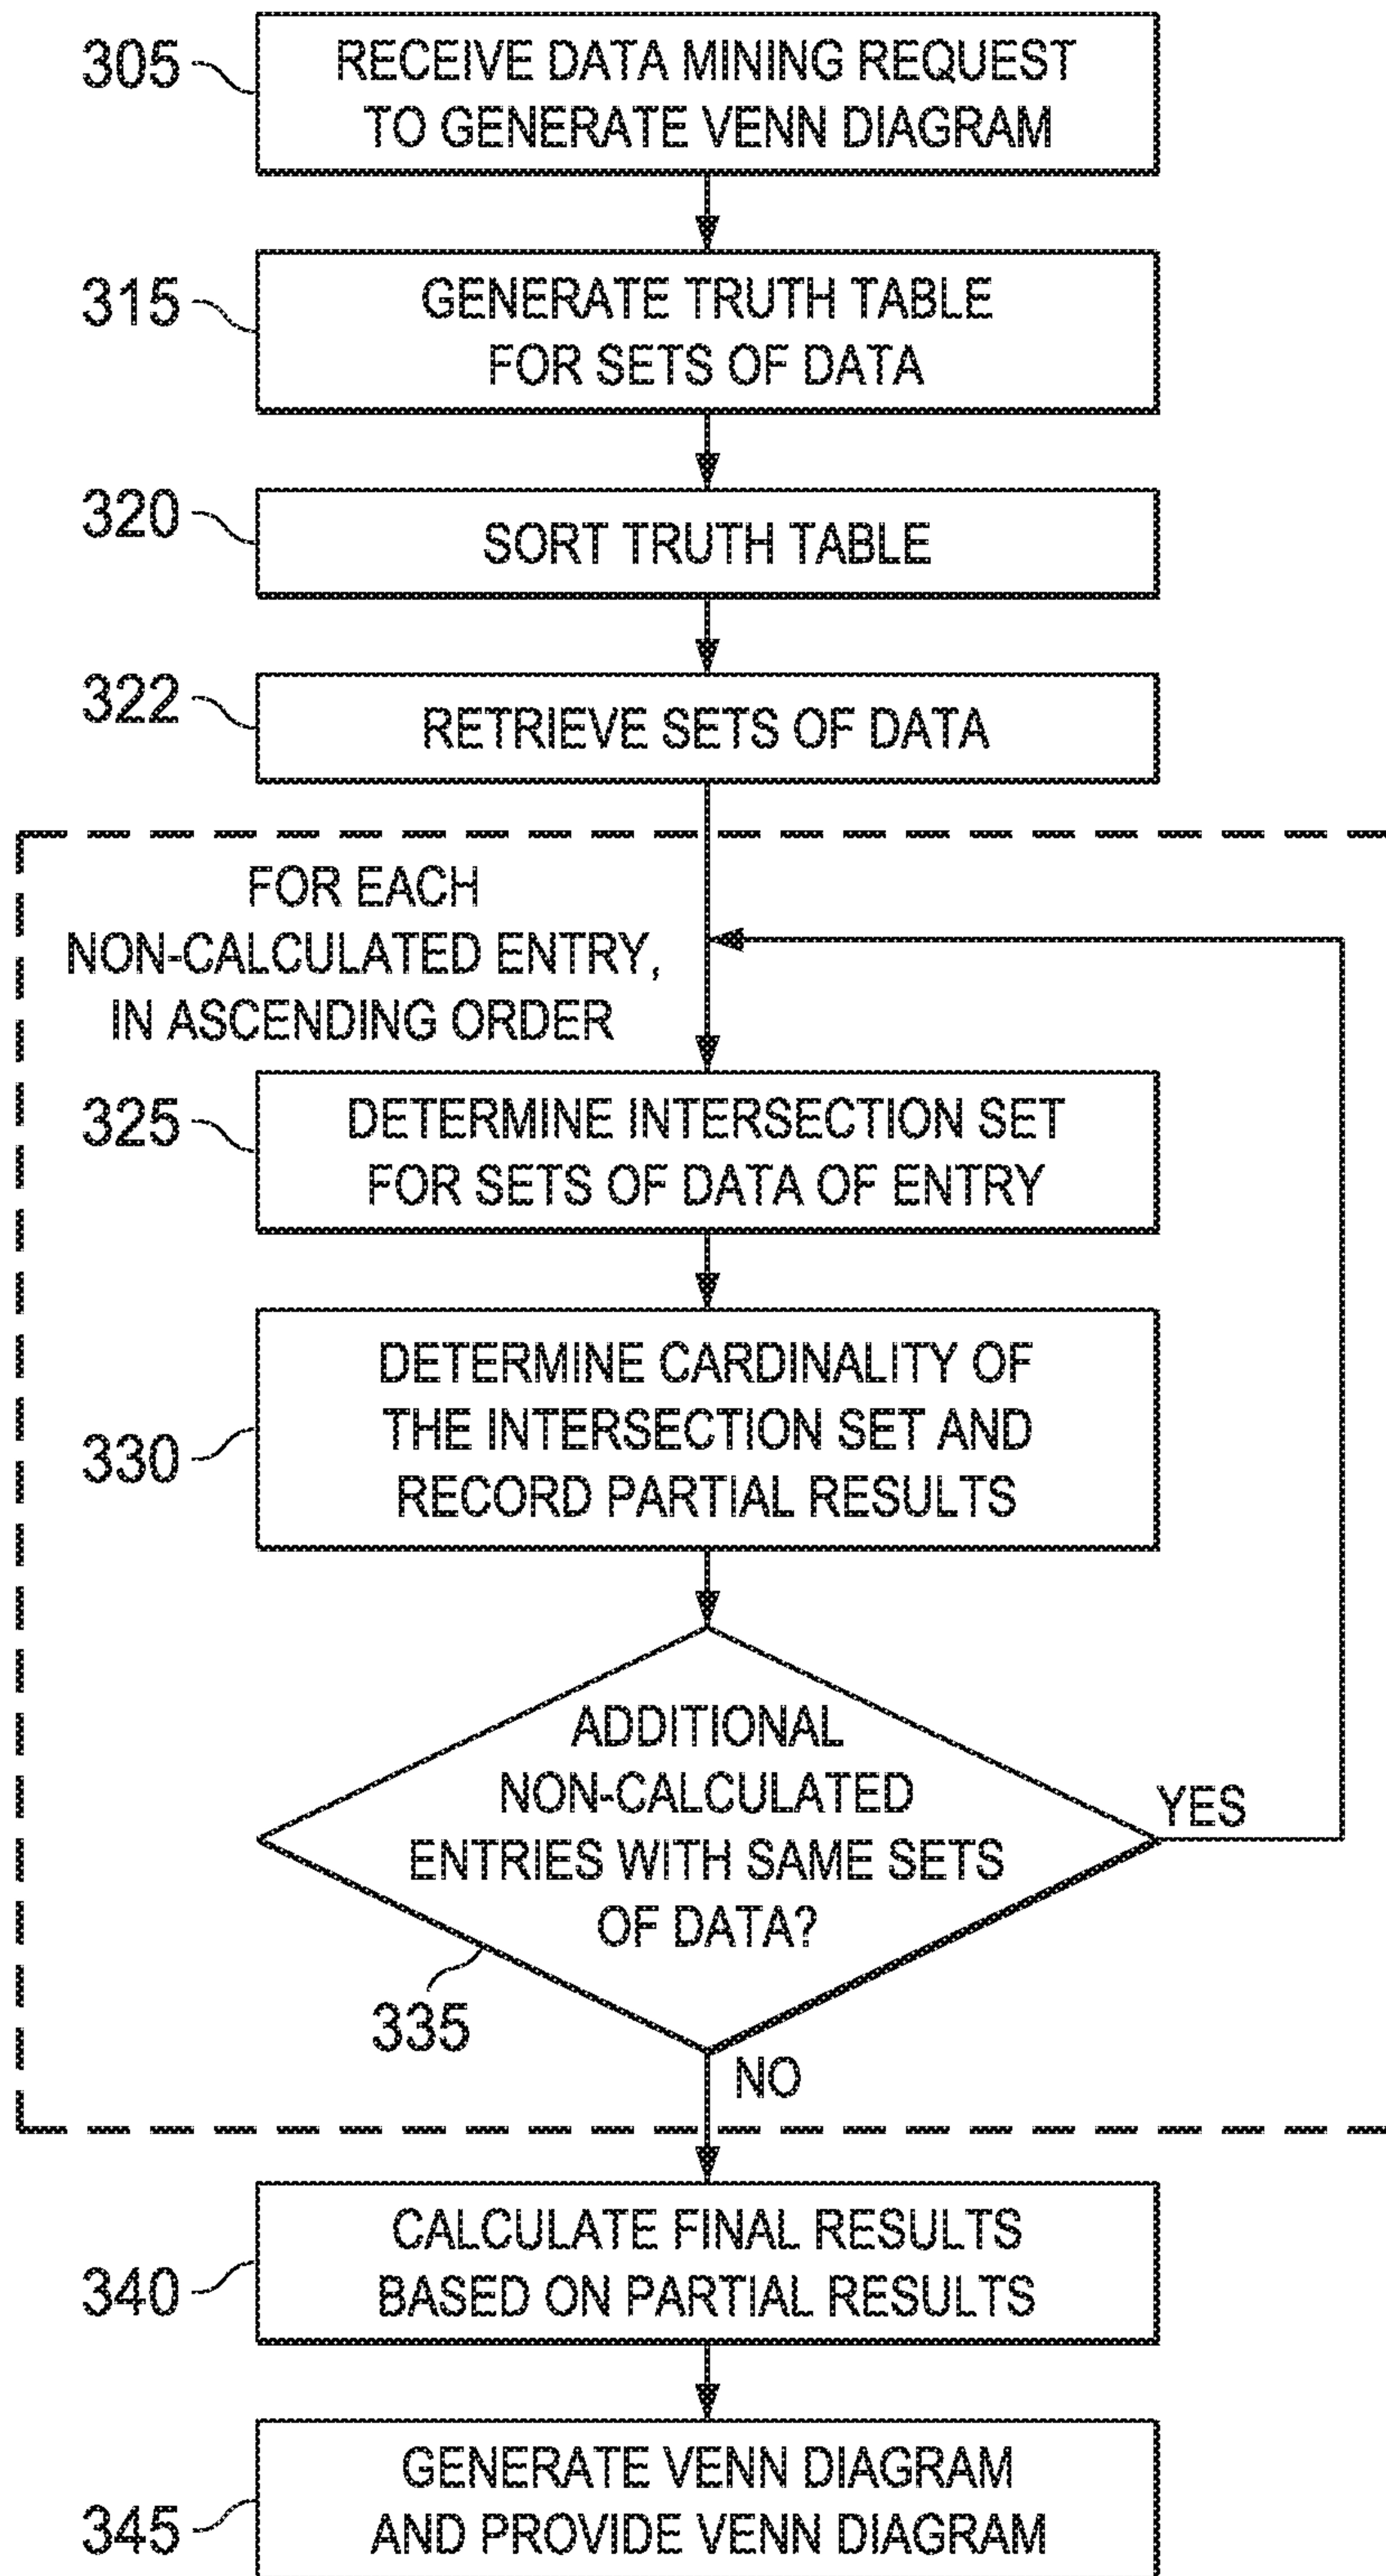 305
RECEIVE DATA MINING REQUEST
TO GENERATE VENN DIAGRAM
315
GENERATE TRUTH TABLE
FOR SETS OF DATA
320
SORT TRUTH TABLE
322
RETRIEVE SETS OF DATA
FOR EACH
NON-CALCULATED ENTRY,
IN ASCENDING ORDER
325
DETERMINE INTERSECTION SET
FOR SETS OF DATA OF ENTRY
330
DETERMINE CARDINALITY OF
THE INTERSECTION SET AND
RECORD PARTIAL RESULTS
ADDITIONAL
NON-CALCULATED
ENTRIES WITH SAME SETS
OF DATA?
YES
335
NO
340
CALCULATE FINAL RESULTS
BASED ON PARTIAL RESULTS
345
GENERATE VENN DIAGRAM
AND PROVIDE VENN DIAGRAM